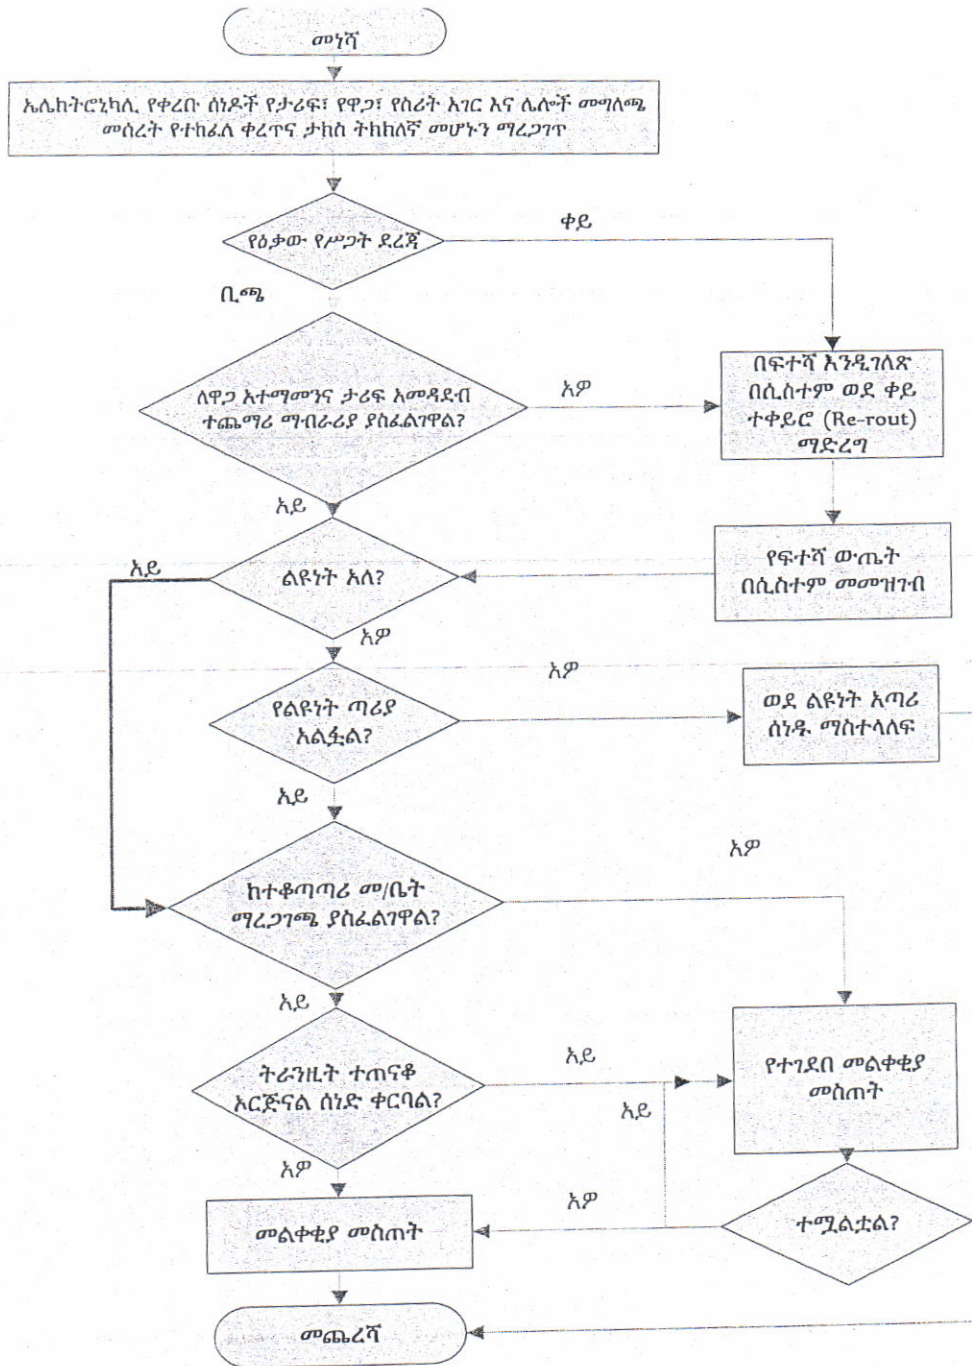 መነሻ
ኤሌክትሮኒካሊ የቀረቡ ሰነዶች የታሪፍ፣ የዋጋ፣ የስሪት አገር እና ሌሎች መግለጫ
መሰረት የተከፈለ ቀረጥና ታክስ ትክክለኛ መሆኑን ማረጋገጥ
የዕቃው የሥጋት ደረጃ
ቀይ
ቢጫ
ለዋጋ አተማመንና ታሪፍ አመዳደብ
ተጨማሪ ማብራሪያ ያስፈልገዋል?
አዎ
በፍተሻ እንዲገለጽ
በሲስተም ወደ ቀይ
ተቀይሮ (Re-rout)
ማድረግ
አይ
ልዩነት አለ?
አይ
የፍተሻ ውጤት
በሲስተም መመዝገብ
አዎ
የልዩነት ጣሪያ
አልፏል?
አዎ
ወደ ልዩነት አጣሪ
ሰነዱ ማስተላለፍ
አይ
ከተቆጣጣሪ መ/ቤት
ማረጋገጫ ያስፈልገዋል?
አዎ
አይ
ትራንዚት ተጠናቆ
ኦርጅናል ሰነድ ቀርባል?
አይ
አይ
የተገደበ መልቀቂያ
መስጠት
አዎ
መልቀቂያ መስጠት
አዎ
ተሟልቷል?
መጨረሻ